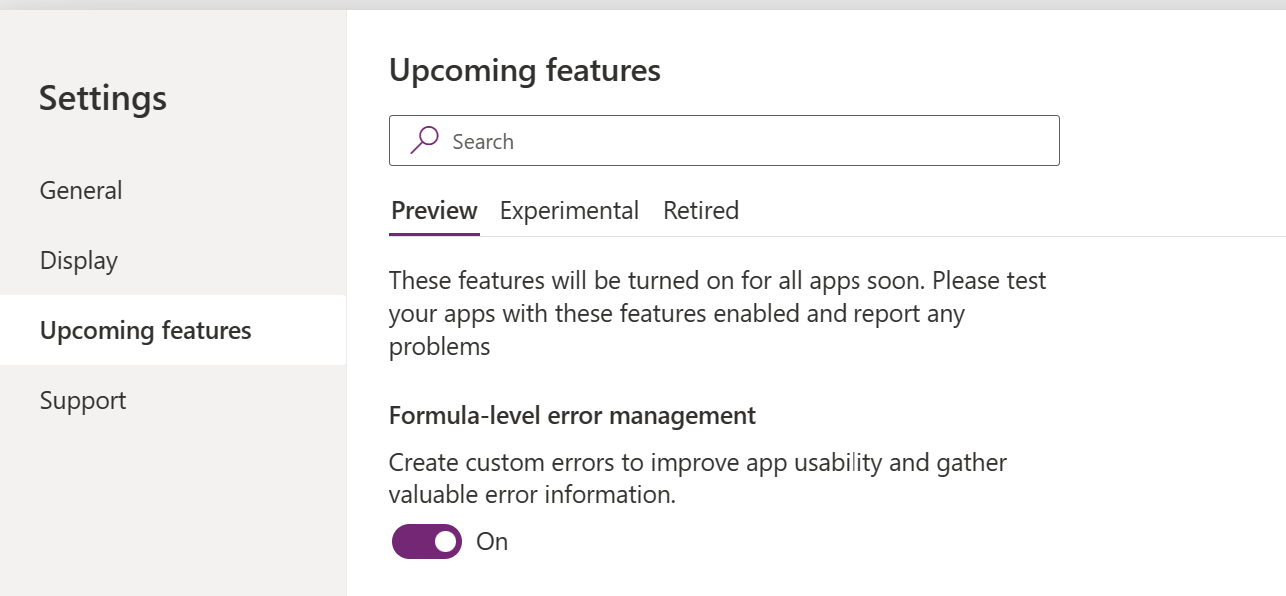 Settings
General
Display
Upcoming features
Support
Upcoming features
Search
Preview Experimental Retired
These features will be turned on for all apps soon. Please test
your apps with these features enabled and report any
problems
Formula-level error management
Create custom errors to improve app usability and gather
valuable error information.
On